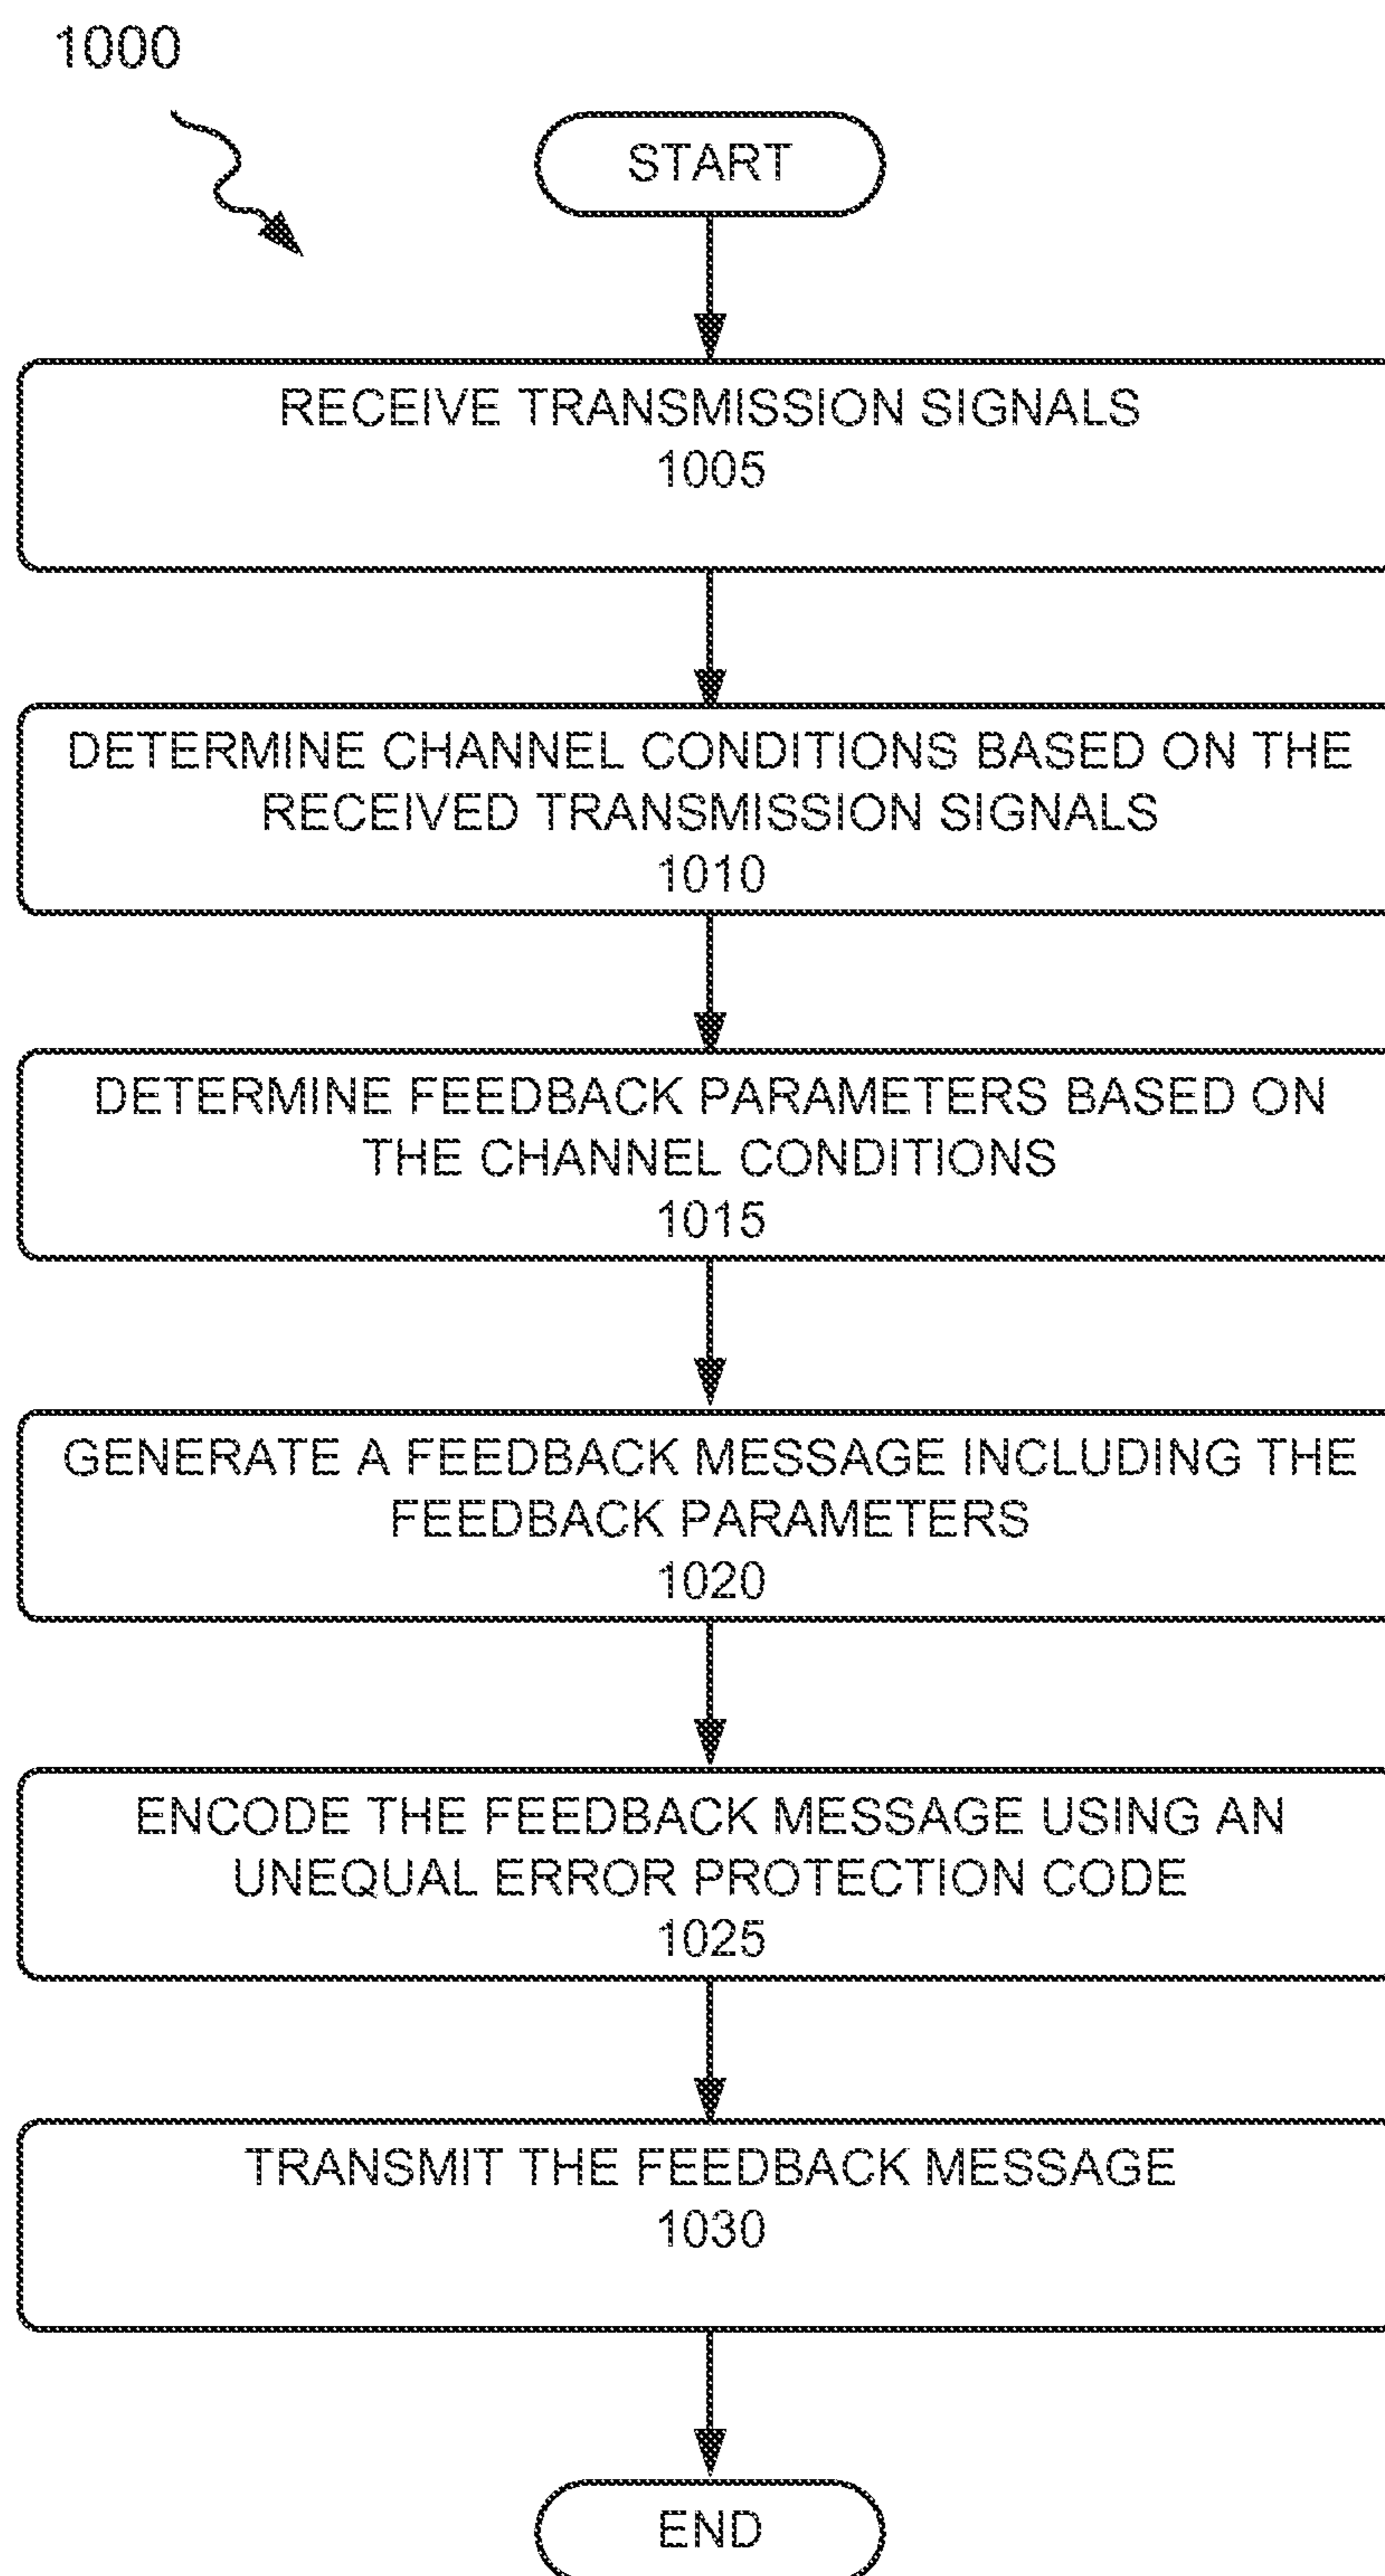 1000
START
RECEIVE TRANSMISSION SIGNALS
1005
DETERMINE CHANNEL CONDITIONS BASED ON THE
RECEIVED TRANSMISSION SIGNALS
1010
DETERMINE FEEDBACK PARAMETERS BASED ON
THE CHANNEL CONDITIONS
1015
GENERATE A FEEDBACK MESSAGE INCLUDING THE
FEEDBACK PARAMETERS
1020
ENCODE THE FEEDBACK MESSAGE USING AN
UNEQUAL ERROR PROTECTION CODE
1025
TRANSMIT THE FEEDBACK MESSAGE
1030
END